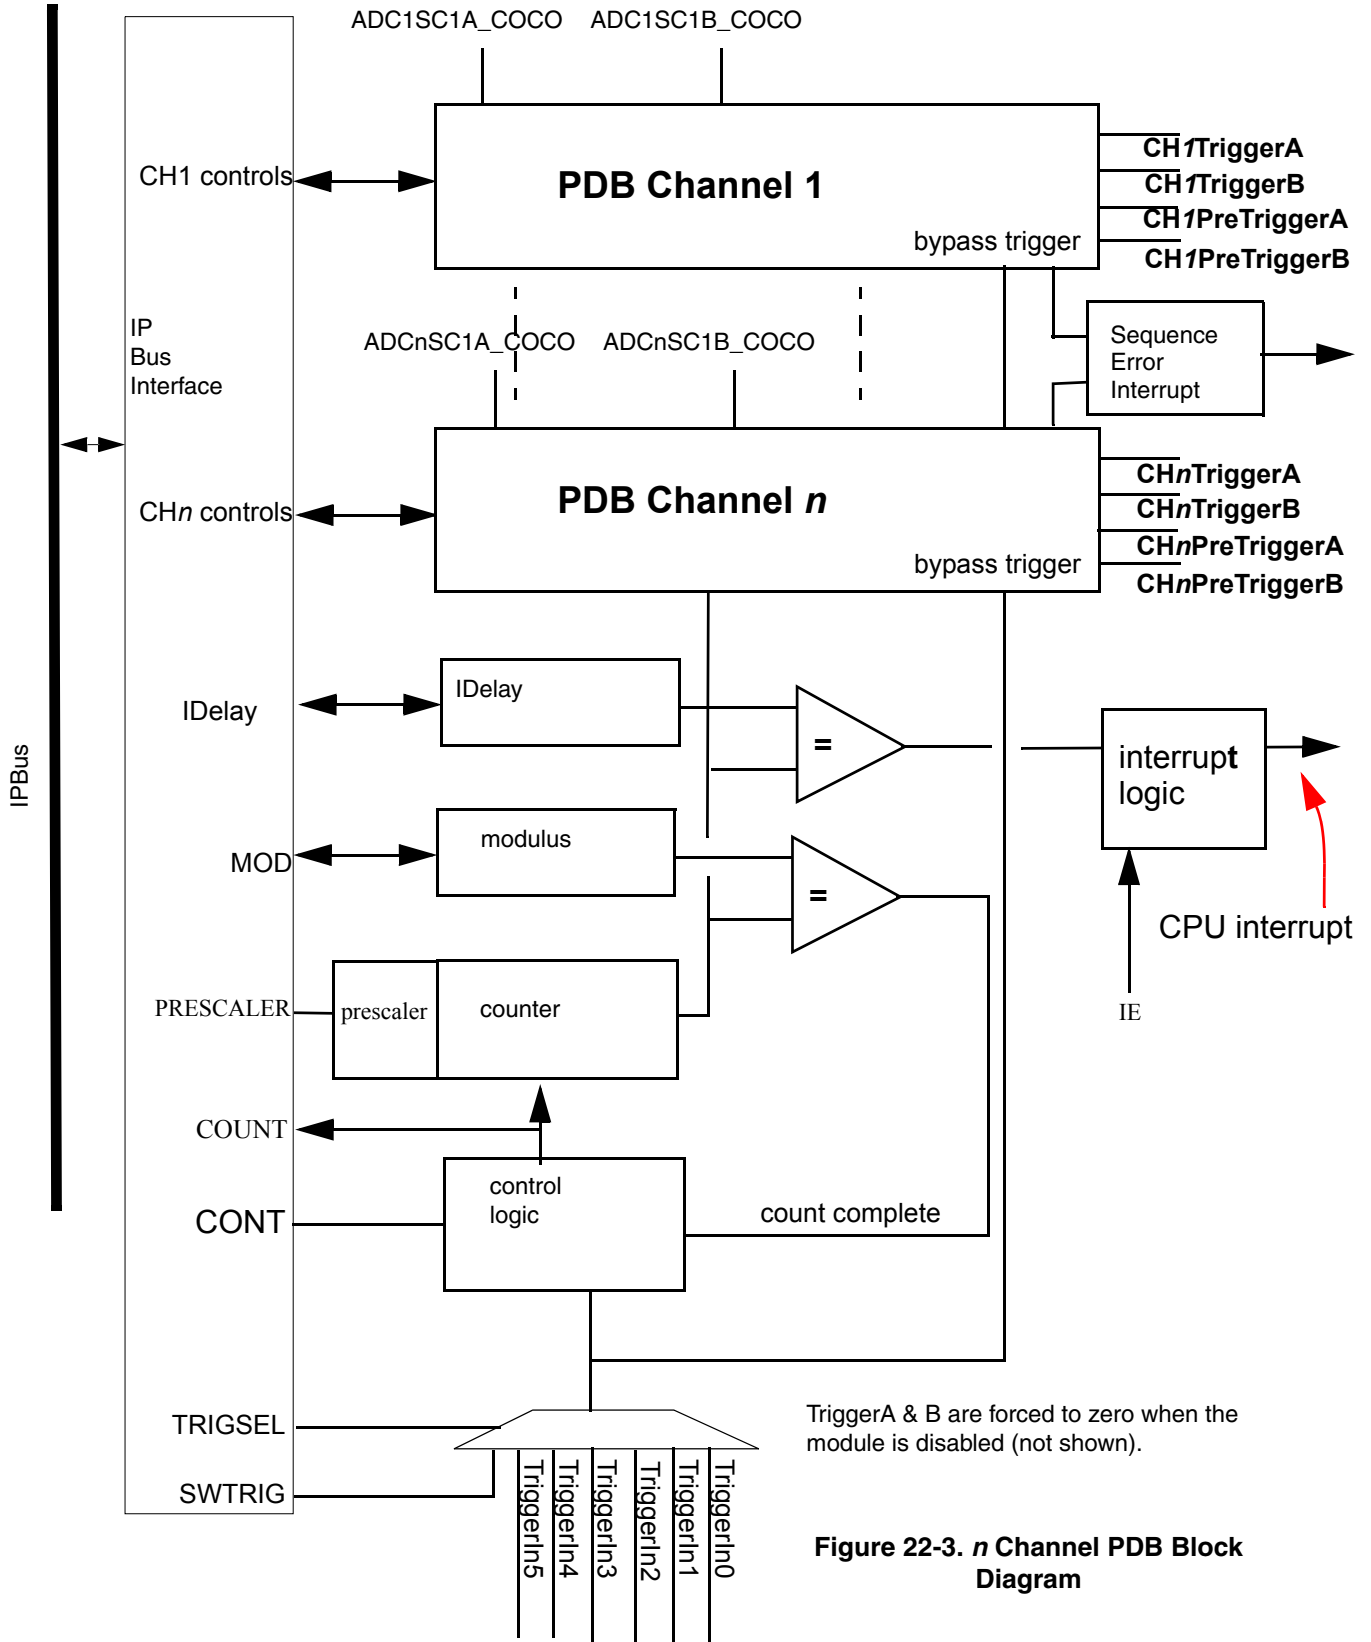 ADC1SC1A_COCO ADC1SC1B_COCO
CH1 controls
PDB Channel 1
bypass trigger
CH1TriggerA
CH1TriggerB
CH1PreTriggerA
CH1PreTriggerB
IP
Bus
Interface
ADCnSC1A_COCO ADCnSC1B_COCO
Sequence
Error
Interrupt
CHn controls
PDB Channel n
bypass trigger
CHnTriggerA
CHnTriggerB
CHnPreTriggerA
CHnPreTriggerB
IPBus
IDelay
IDelay
=
interrupt
logic
MOD
modulus
=
CPU interrupt
PRESCALER
prescaler
counter
IE
COUNT
control
logic
CONT
count complete
TRIGSEL
SWTRIG
TriggerIn5
TriggerIn4
TriggerIn3
TriggerIn2
TriggerIn1
TriggerIn0
TriggerA & B are forced to zero when the
module is disabled (not shown).
Figure 22-3. n Channel PDB Block
Diagram